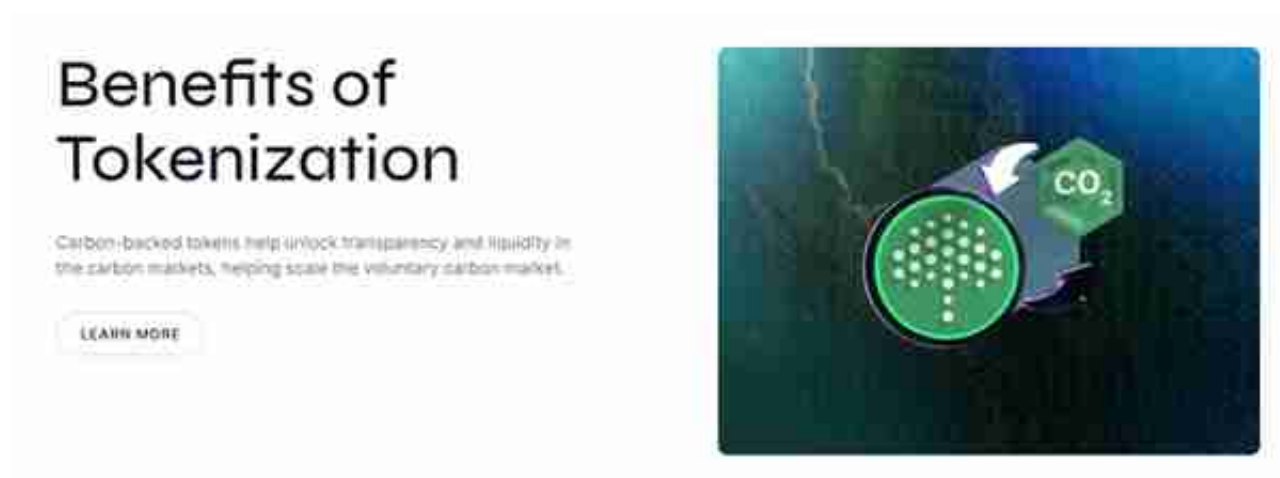 Benefits of
Tokenization
Carbon-backed tokens help unlock transparency and liquidity in
the carbon markets, helping scale the voluntary carbon market.
LEARN MORE
CO₂